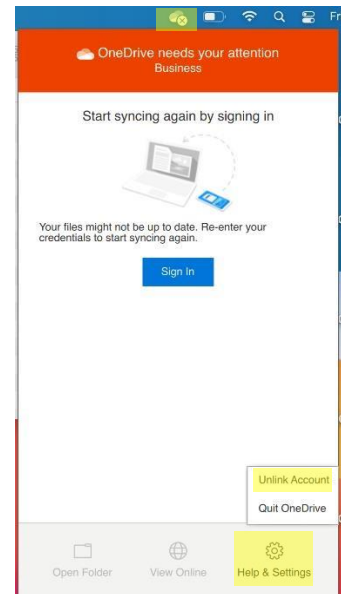 Fr
OneDrive needs your attention
Business
Start syncing again by signing in
Your files might not be up to date. Re-enter your
credentials to start syncing again.
Sign In
Unlink Account
Quit OneDrive
Open Folder
View Online
Help & Settings